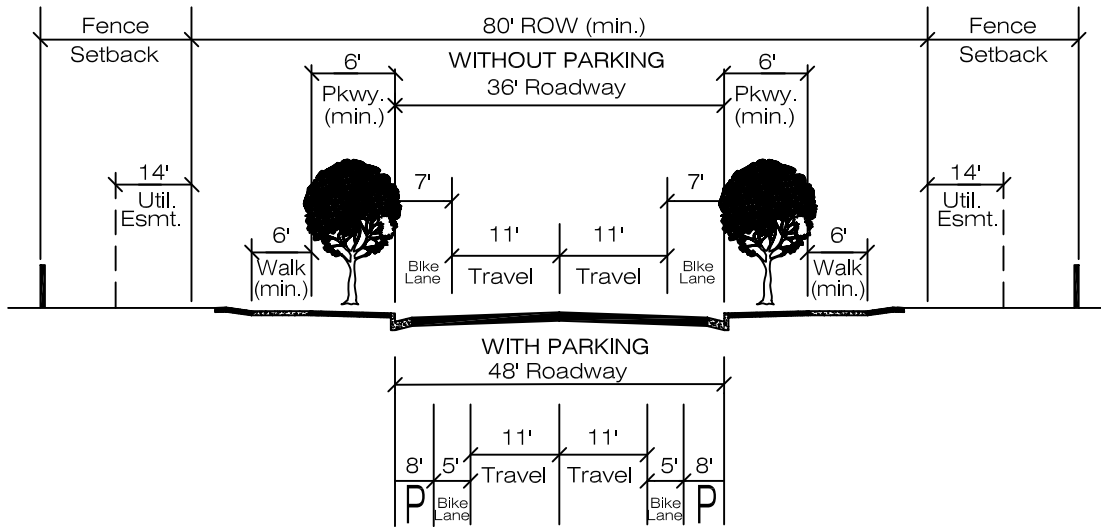 Fence
80' ROW (min.)
Fence
Setback
WITHOUT PARKING
Setback
6'
36' Roadway
6'
Pkwy.
(min.)
Pkwy.
(min.)
14'
Util.
Esmt.
7'
7'
14'
Util.
Esmt.
6'
Walk
(min.)
11'
11'
6'
Walk
(min.)
Bike
Lane
Travel
Travel
Bike
Lane
WITH PARKING
48' Roadway
8'
5'
11'
11'
5'
8'
P
Bike
Lane
Travel
Travel
Bike
Lane
P